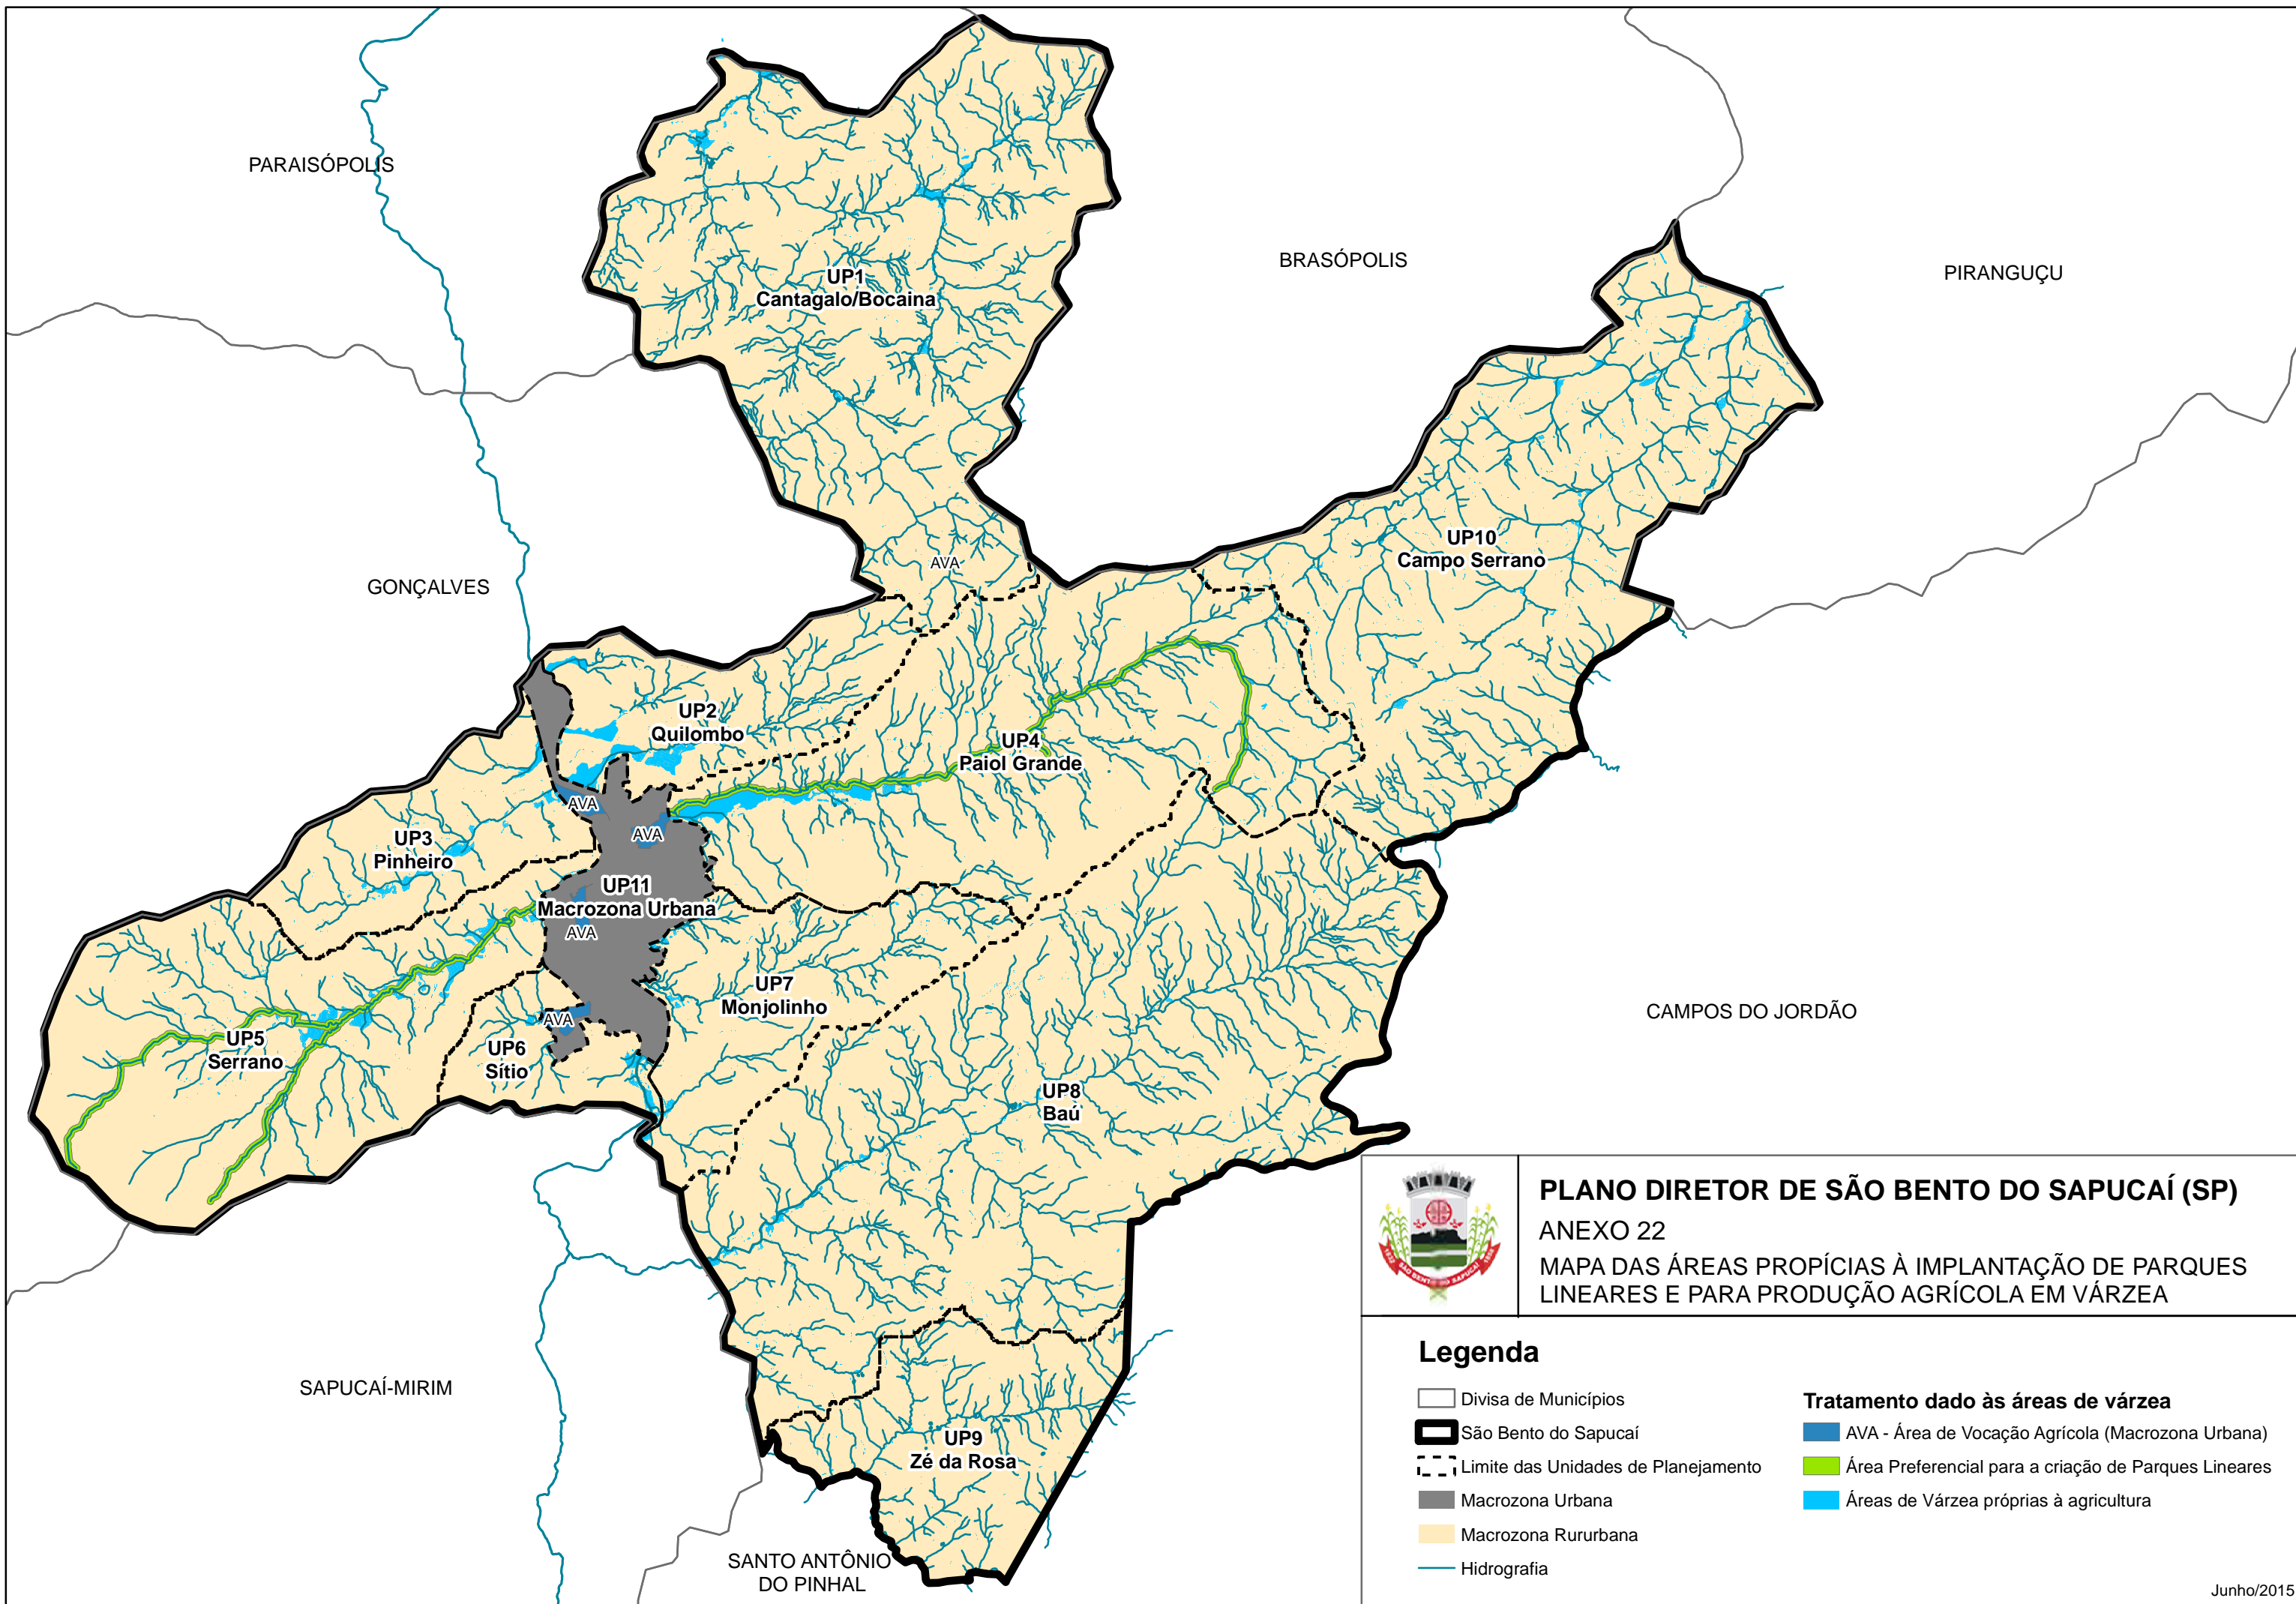 PARAISÓPOLIS
BRASÓPOLIS
PIRANGUÇU
UP1
Cantagalo/Bocaina
UP10
Campo Serrano
AVA
GONÇALVES
UP2
Quilombo
UP4
Paiol Grande
AVA
AVA
UP3
Pinheiro
UP11
Macrozona Urbana
AVA
UP7
Monjolinho
CAMPOS DO JORDÃO
AVA
UP5
Serrano
UP6
Sítio
UP8
Baú
SAPUCAÍ-MIRIM
UP9
Zé da Rosa
SANTO ANTÔNIO
DO PINHAL
PLANO DIRETOR DE SÃO BENTO DO SAPUCAÍ (SP)
ANEXO 22
MAPA DAS ÁREAS PROPÍCIAS À IMPLANTAÇÃO DE PARQUES
LINEARES E PARA PRODUÇÃO AGRÍCOLA EM VÁRZEA
SÃO BENTO DO SAPUCAÍ
Legenda
Divisa de Municípios
São Bento do Sapucaí
Limite das Unidades de Planejamento
Macrozona Urbana
Macrozona Rururbana
Hidrografia
Tratamento dado às áreas de várzea
AVA - Área de Vocação Agrícola (Macrozona Urbana)
Área Preferencial para a criação de Parques Lineares
Áreas de Várzea próprias à agricultura
Junho/2015